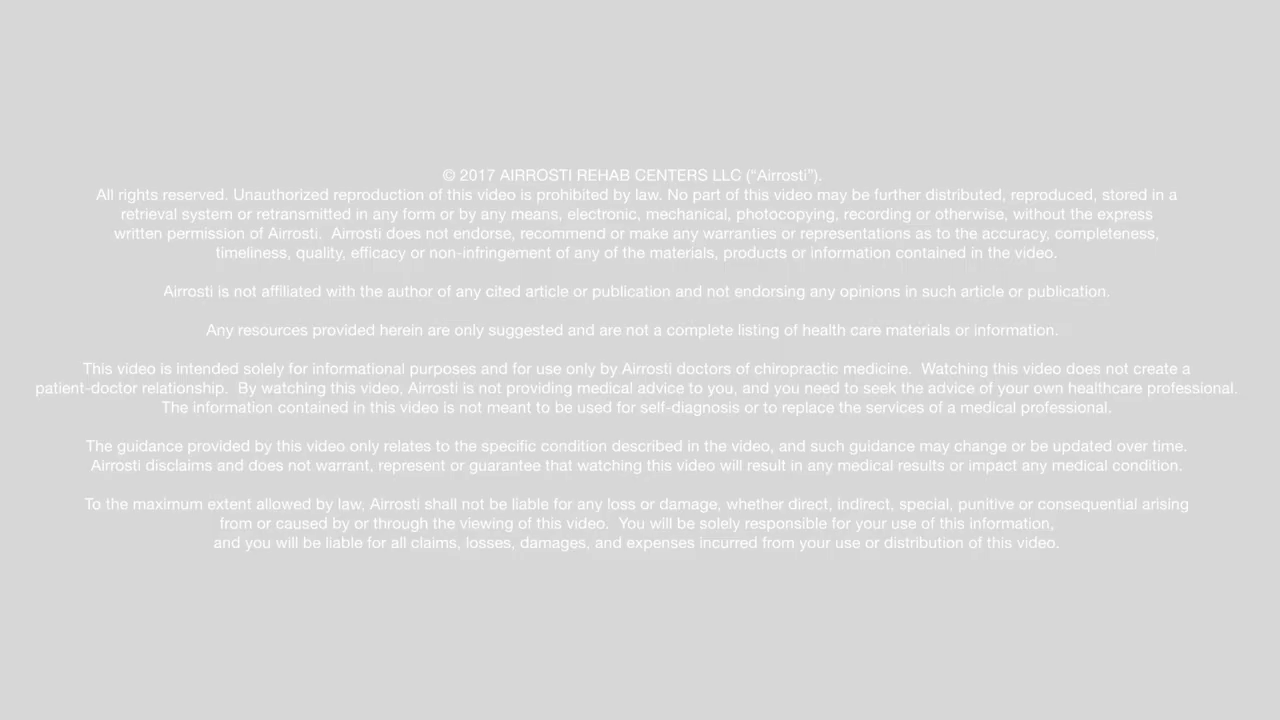 © 2017 AIRROSTI REHAB CENTERS LLC (“Airrosti”).
All rights reserved. Unauthorized reproduction of this video is prohibited by law. No part of this video may be further distributed, reproduced, stored in a
retrieval system or retransmitted in any form or by any means, electronic, mechanical, photocopying, recording or otherwise, without the express
written permission of Airrosti.  Airrosti does not endorse, recommend or make any warranties or representations as to the accuracy, completeness,
timeliness, quality, efficacy or non-infringement of any of the materials, products or information contained in the video.
Airrosti is not affiliated with the author of any cited article or publication and not endorsing any opinions in such article or publication.
Any resources provided herein are only suggested and are not a complete listing of health care materials or information.
This video is intended solely for informational purposes and for use only by Airrosti doctors of chiropractic medicine.  Watching this video does not create a
patient-doctor relationship.  By watching this video, Airrosti is not providing medical advice to you, and you need to seek the advice of your own healthcare professional.
The information contained in this video is not meant to be used for self-diagnosis or to replace the services of a medical professional.
The guidance provided by this video only relates to the specific condition described in the video, and such guidance may change or be updated over time.
Airrosti disclaims and does not warrant, represent or guarantee that watching this video will result in any medical results or impact any medical condition.
To the maximum extent allowed by law, Airrosti shall not be liable for any loss or damage, whether direct, indirect, special, punitive or consequential arising
from or caused by or through the viewing of this video.  You will be solely responsible for your use of this information,
and you will be liable for all claims, losses, damages, and expenses incurred from your use or distribution of this video.